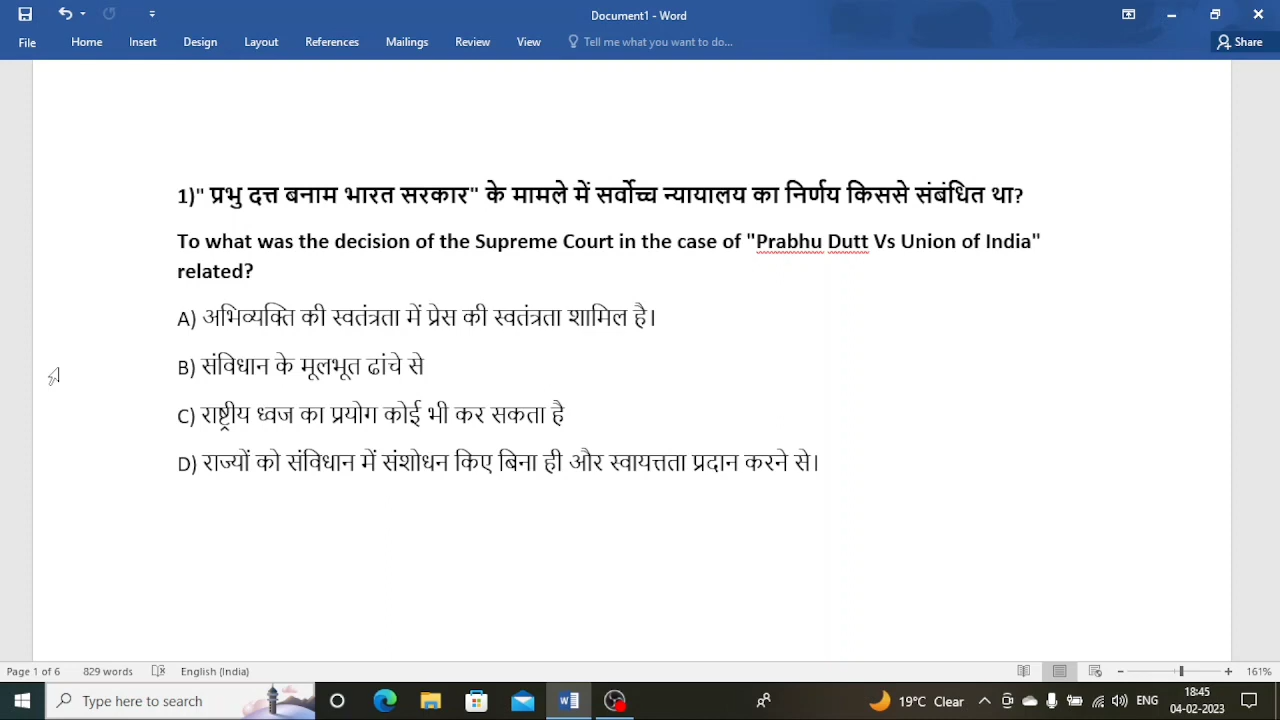 Document1 - Word
File Home Insert Design Layout References Mailings Review View Tell me what you want to do... Share
1)" प्रभु दत्त बनाम भारत सरकार" के मामले में सर्वोच्च न्यायालय का निर्णय किससे संबंधित था?
To what was the decision of the Supreme Court in the case of "Prabhu Dutt Vs Union of India"
related?
A) अभिव्यक्ति की स्वतंत्रता में प्रेस की स्वतंत्रता शामिल है।
B) संविधान के मूलभूत ढांचे से
C) राष्ट्रीय ध्वज का प्रयोग कोई भी कर सकता है
D) राज्यों को संविधान में संशोधन किए बिना ही और स्वायत्तता प्रदान करने से।
Page 1 of 6 829 words English (India) 161%
Type here to search 19°C Clear ENG 18:45
04-02-2023